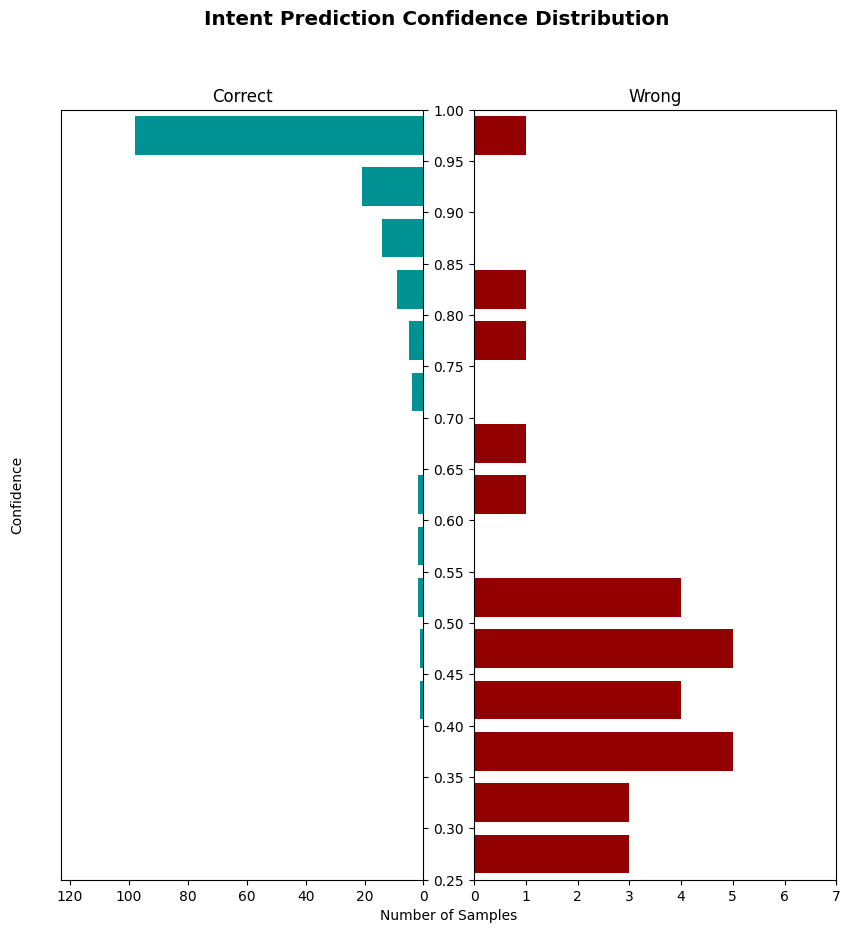 Intent Prediction Confidence Distribution
Correct
Wrong
1.00
0.95
0.90
0.85
0.80
0.75
0.70
0.65
0.60
0.55
0.50
0.45
0.40
0.35
0.30
0.25
Confidence
120 100 80 60 40 20 0
0 1 2 3 4 5 6 7
Number of Samples